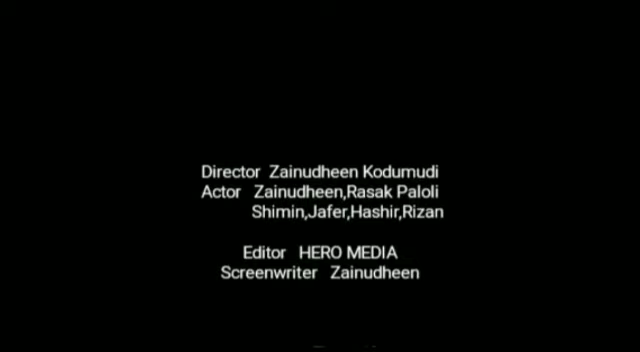 Director Zainudheen Kodumudi
Actor Zainudheen,Rasak Paloli
Shimin,Jafer,Hashir,Rizan
Editor HERO MEDIA
Screenwriter Zainudheen